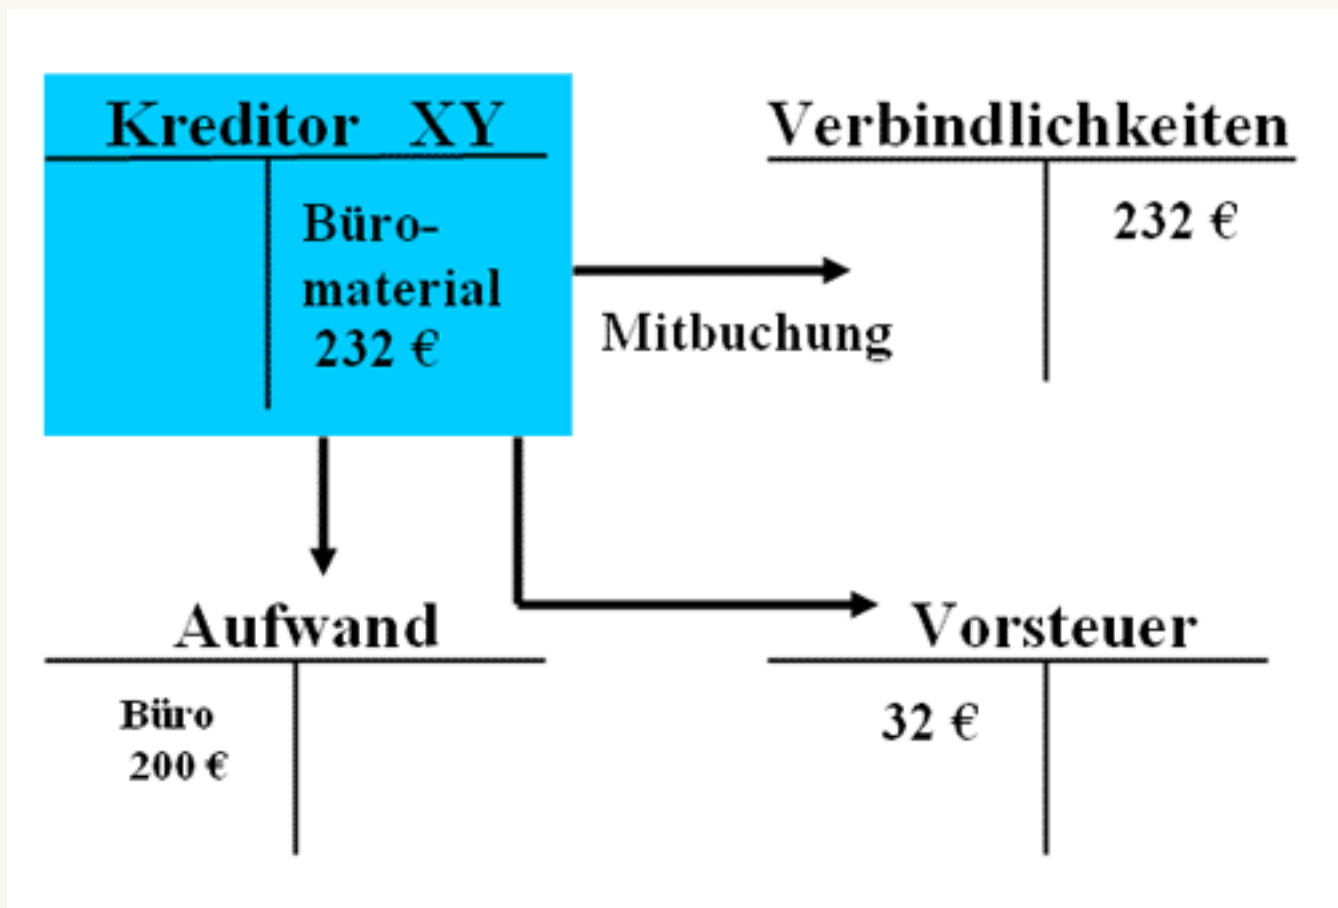 Kreditor XY
Büro-
material
232 €
Mitbuchung
Verbindlichkeiten
232 €
Aufwand
Büro
200 €
Vorsteuer
32 €